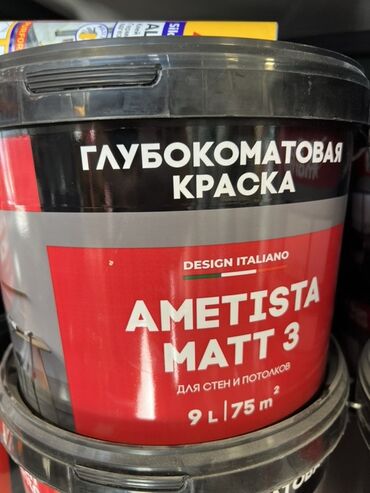 ГЛУБОКОМАТОВАЯ
КРАСКА
DESIGN ITALIANO
AMETISTA
MATT 3
ДЛЯ СТЕН И ПОТОЛКОВ
9 L | 75 m²